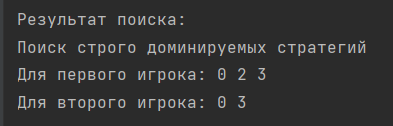 Результат поиска:
Поиск строго доминируемых стратегий
Для первого игрока: 0 2 3
Для второго игрока: 0 3